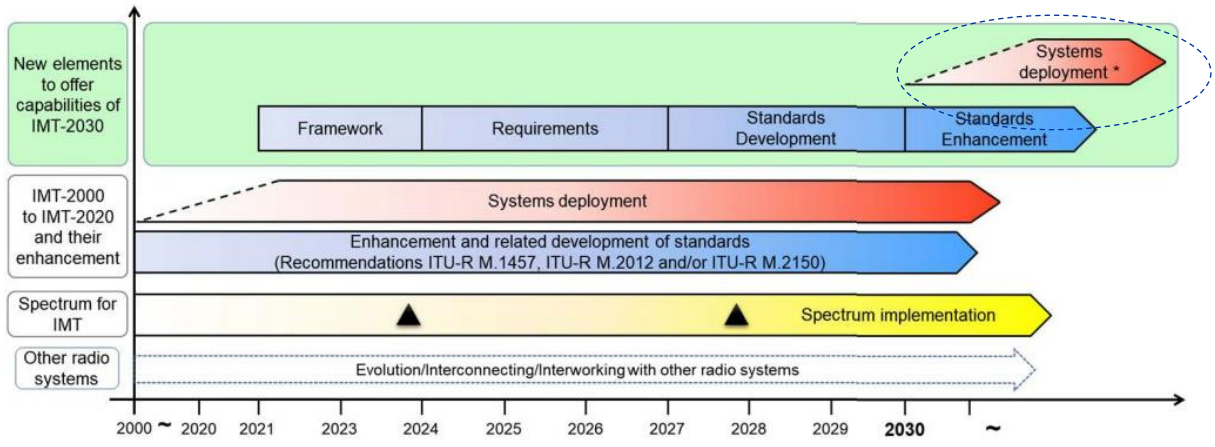 New elements
to offer
capabilities of
IMT-2030
Systems
deployment *
Framework
Requirements
Standards
Development
Standards
Enhancement
IMT-2000
to IMT-2020
and their
enhancement
Systems deployment
Enhancement and related development of standards
(Recommendations ITU-R M.1457, ITU-R M.2012 and/or ITU-R M.2150)
Spectrum for
IMT
Spectrum implementation
Other radio
systems
Evolution/Interconnecting/Interworking with other radio systems
2000 ~ 2020 2021 2023 2024 2025 2026 2027 2028 2029 2030 ~